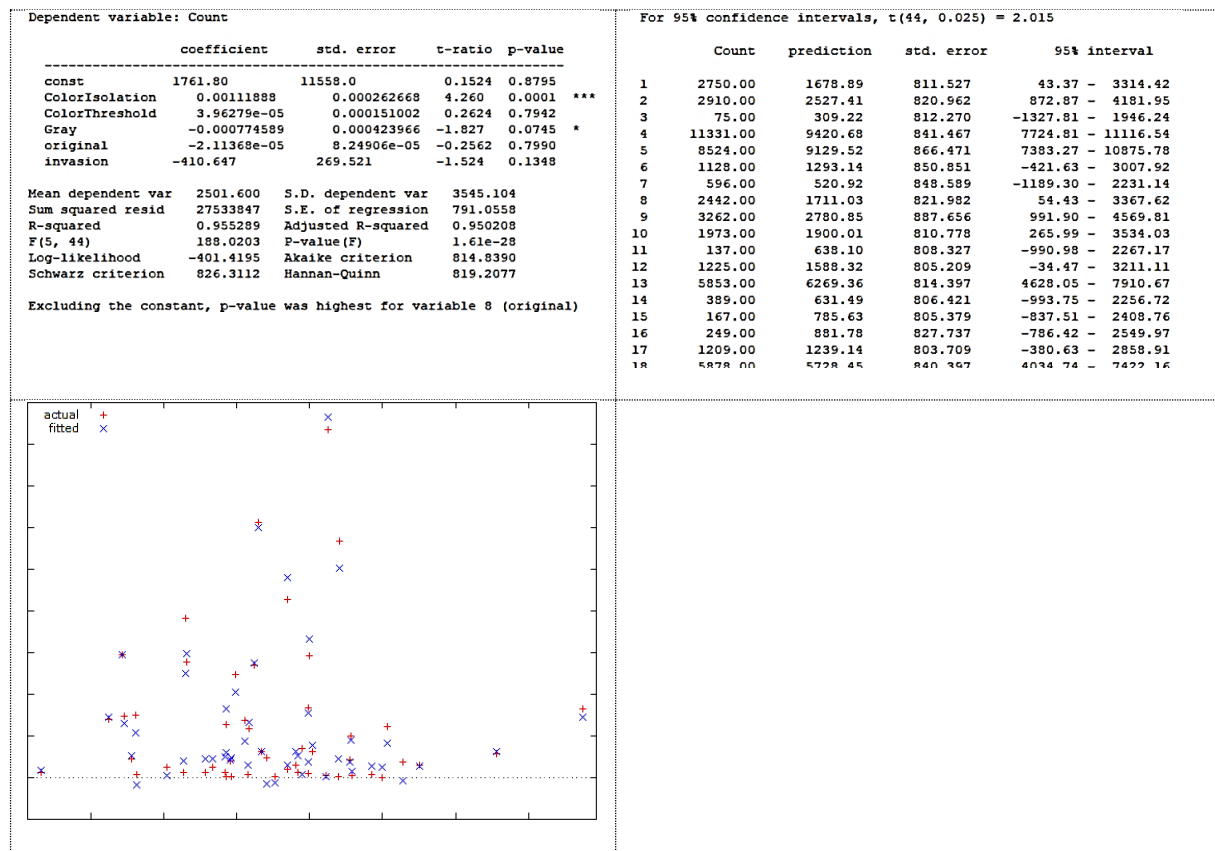 Dependent variable: Count
coefficient std. error t-ratio p-value
const 1761.80 11558.0 0.1524 0.8795
ColorIsolation 0.00111888 0.000262668 4.260 0.0001 ***
ColorThreshold 3.96279e-05 0.000151002 0.2624 0.7942
Gray -0.000774589 0.000423966 -1.827 0.0745 *
original -2.11368e-05 8.24906e-05 -0.2562 0.7990
invasion -410.647 269.521 -1.524 0.1348
Mean dependent var 2501.600 S.D. dependent var 3545.104
Sum squared resid 27533847 S.E. of regression 791.0558
R-squared 0.955289 Adjusted R-squared 0.950208
F(5, 44) 188.0203 P-value(F) 1.61e-28
Log-likelihood -401.4195 Akaike criterion 814.8390
Schwarz criterion 826.3112 Hannan-Quinn 819.2077
Excluding the constant, p-value was highest for variable 8 (original)
For 95% confidence intervals, t(44, 0.025) = 2.015
Count prediction std. error 95% interval
1 2750.00 1678.89 811.527 43.37 - 3314.42
2 2910.00 2527.41 820.962 872.87 - 4181.95
3 75.00 309.22 812.270 -1327.81 - 1946.24
4 11331.00 9420.68 841.467 7724.81 - 11116.54
5 8524.00 9129.52 866.471 7383.27 - 10875.78
6 1128.00 1293.14 850.851 -421.63 - 3007.92
7 596.00 520.92 848.589 -1189.30 - 2231.14
8 2442.00 1711.03 821.982 54.43 - 3367.62
9 3262.00 2780.85 887.656 991.90 - 4569.81
10 1973.00 1900.01 810.778 265.99 - 3534.03
11 137.00 638.10 808.327 -990.98 - 2267.17
12 1225.00 1588.32 805.209 -34.47 - 3211.11
13 5853.00 6269.36 814.397 4628.05 - 7910.67
14 389.00 631.49 806.421 -993.75 - 2256.72
15 167.00 785.63 805.379 -837.51 - 2408.76
16 249.00 881.78 827.737 -786.42 - 2549.97
17 1209.00 1239.14 803.709 -380.63 - 2858.91
18 5878.00 5728.45 840.397 4034.74 - 7422.16
actual +
fitted ×